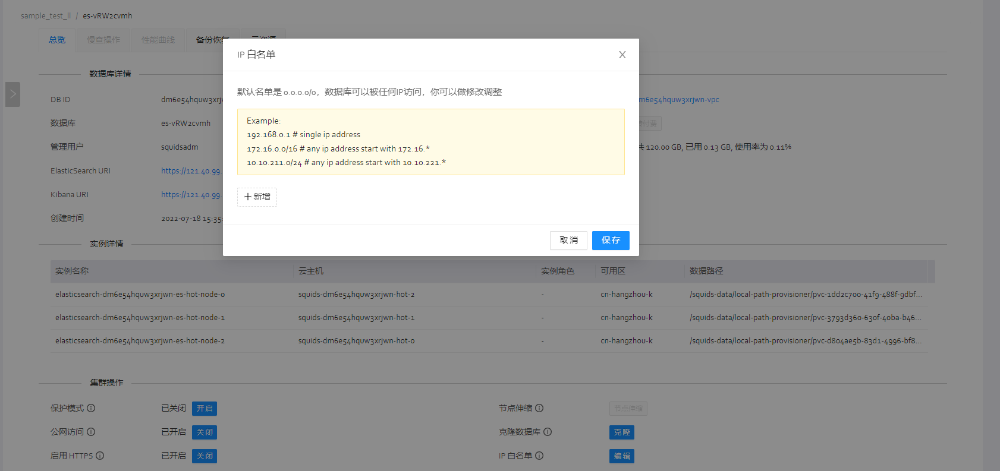 sample_test_ll / es-vRW2cvmh
总览 慢查操作 性能曲线 备份恢复 云资源
IP 白名单
默认名单是 0.0.0.0/0，数据库可以被任何IP访问，你可以做修改调整
Example:
192.168.0.1 # single ip address
172.16.0.0/16 # any ip address start with 172.16.*
10.10.211.0/24 # any ip address start with 10.10.221.*
新增
取消 保存
数据库详情
DB ID dm6e54hquw3xrjw m6e54hquw3xrjwn-vpc
数据库 es-vRW2cvmh 付费
管理用户 squidsadm 共 120.00 GB, 已用 0.13 GB, 使用率为 0.11%
ElasticSearch URI https://121.40.99.
Kibana URI https://121.40.99.
创建时间 2022-07-18 15:35:
实例详情
实例名称 云主机 实例角色 可用区 数据路径
elasticsearch-dm6e54hquw3xrjwn-es-hot-node-0 squids-dm6e54hquw3xrjwn-hot-2 - cn-hangzhou-k /squids-data/local-path-provisioner/pvc-1dd2c700-41f9-488f-9dbf...
elasticsearch-dm6e54hquw3xrjwn-es-hot-node-1 squids-dm6e54hquw3xrjwn-hot-1 - cn-hangzhou-k /squids-data/local-path-provisioner/pvc-3793d360-630f-40ba-b46...
elasticsearch-dm6e54hquw3xrjwn-es-hot-node-2 squids-dm6e54hquw3xrjwn-hot-0 - cn-hangzhou-k /squids-data/local-path-provisioner/pvc-d804ae5b-83d1-4996-bf8...
集群操作
保护模式 已关闭 开启 节点伸缩 节点伸缩
公网访问 已开启 关闭 克隆数据库 克隆
启用 HTTPS 已开启 关闭 IP 白名单 编辑